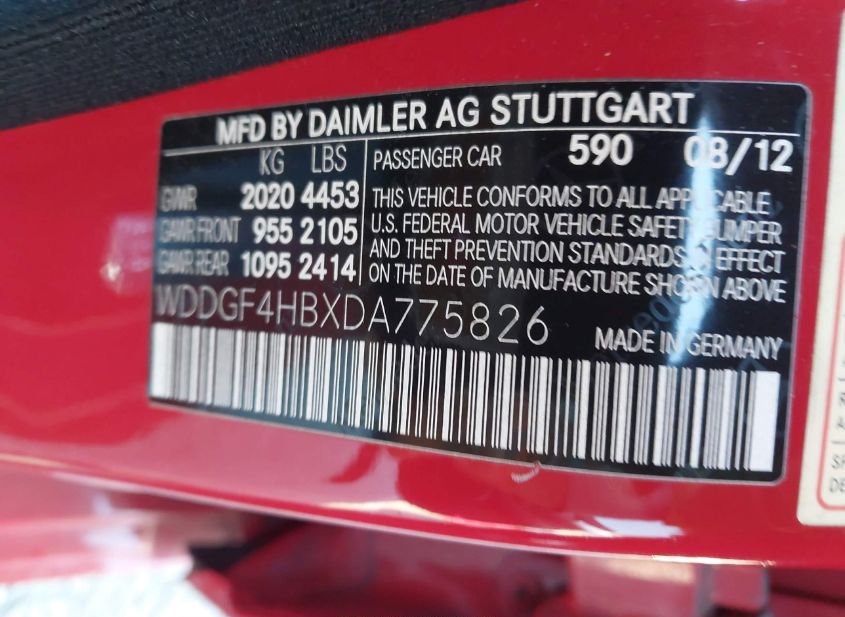 MFD BY DAIMLER AG STUTTGART
KG LBS
GVWR 2020 4453
GAWR FRONT 955 2105
GAWR REAR 1095 2414
PASSENGER CAR 590 08/12
THIS VEHICLE CONFORMS TO ALL APPLICABLE
U.S. FEDERAL MOTOR VEHICLE SAFETY, BUMPER
AND THEFT PREVENTION STANDARDS IN EFFECT
ON THE DATE OF MANUFACTURE SHOWN ABOVE
WDDGF4HBXDA775826
MADE IN GERMANY